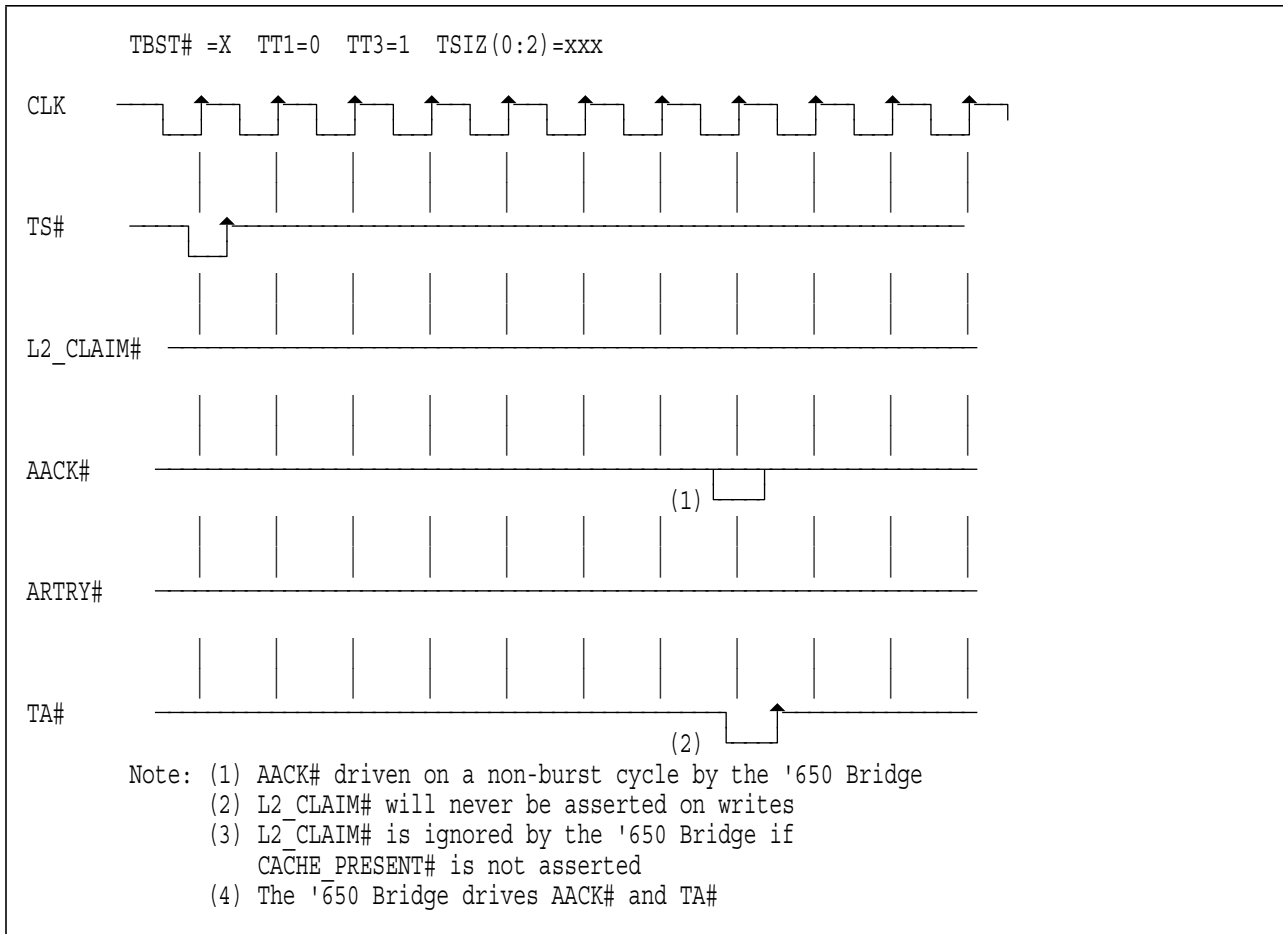 TBST# =X TT1=0 TT3=1 TSIZ(0:2)=xxx
CLK
TS#
L2_CLAIM#
AACK#
(1)
ARTRY#
TA#
(2)
Note: (1) AACK# driven on a non-burst cycle by the '650 Bridge
(2) L2_CLAIM# will never be asserted on writes
(3) L2_CLAIM# is ignored by the '650 Bridge if
CACHE_PRESENT# is not asserted
(4) The '650 Bridge drives AACK# and TA#